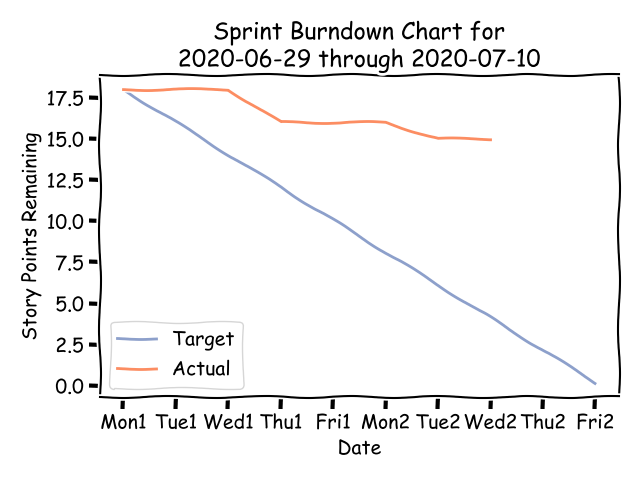 Sprint Burndown Chart for
2020-06-29 through 2020-07-10
Story Points Remaining
17.5
15.0
12.5
10.0
7.5
5.0
2.5
0.0
Target
Actual
Mon1 Tue1 Wed1 Thu1 Fri1 Mon2 Tue2 Wed2 Thu2 Fri2
Date